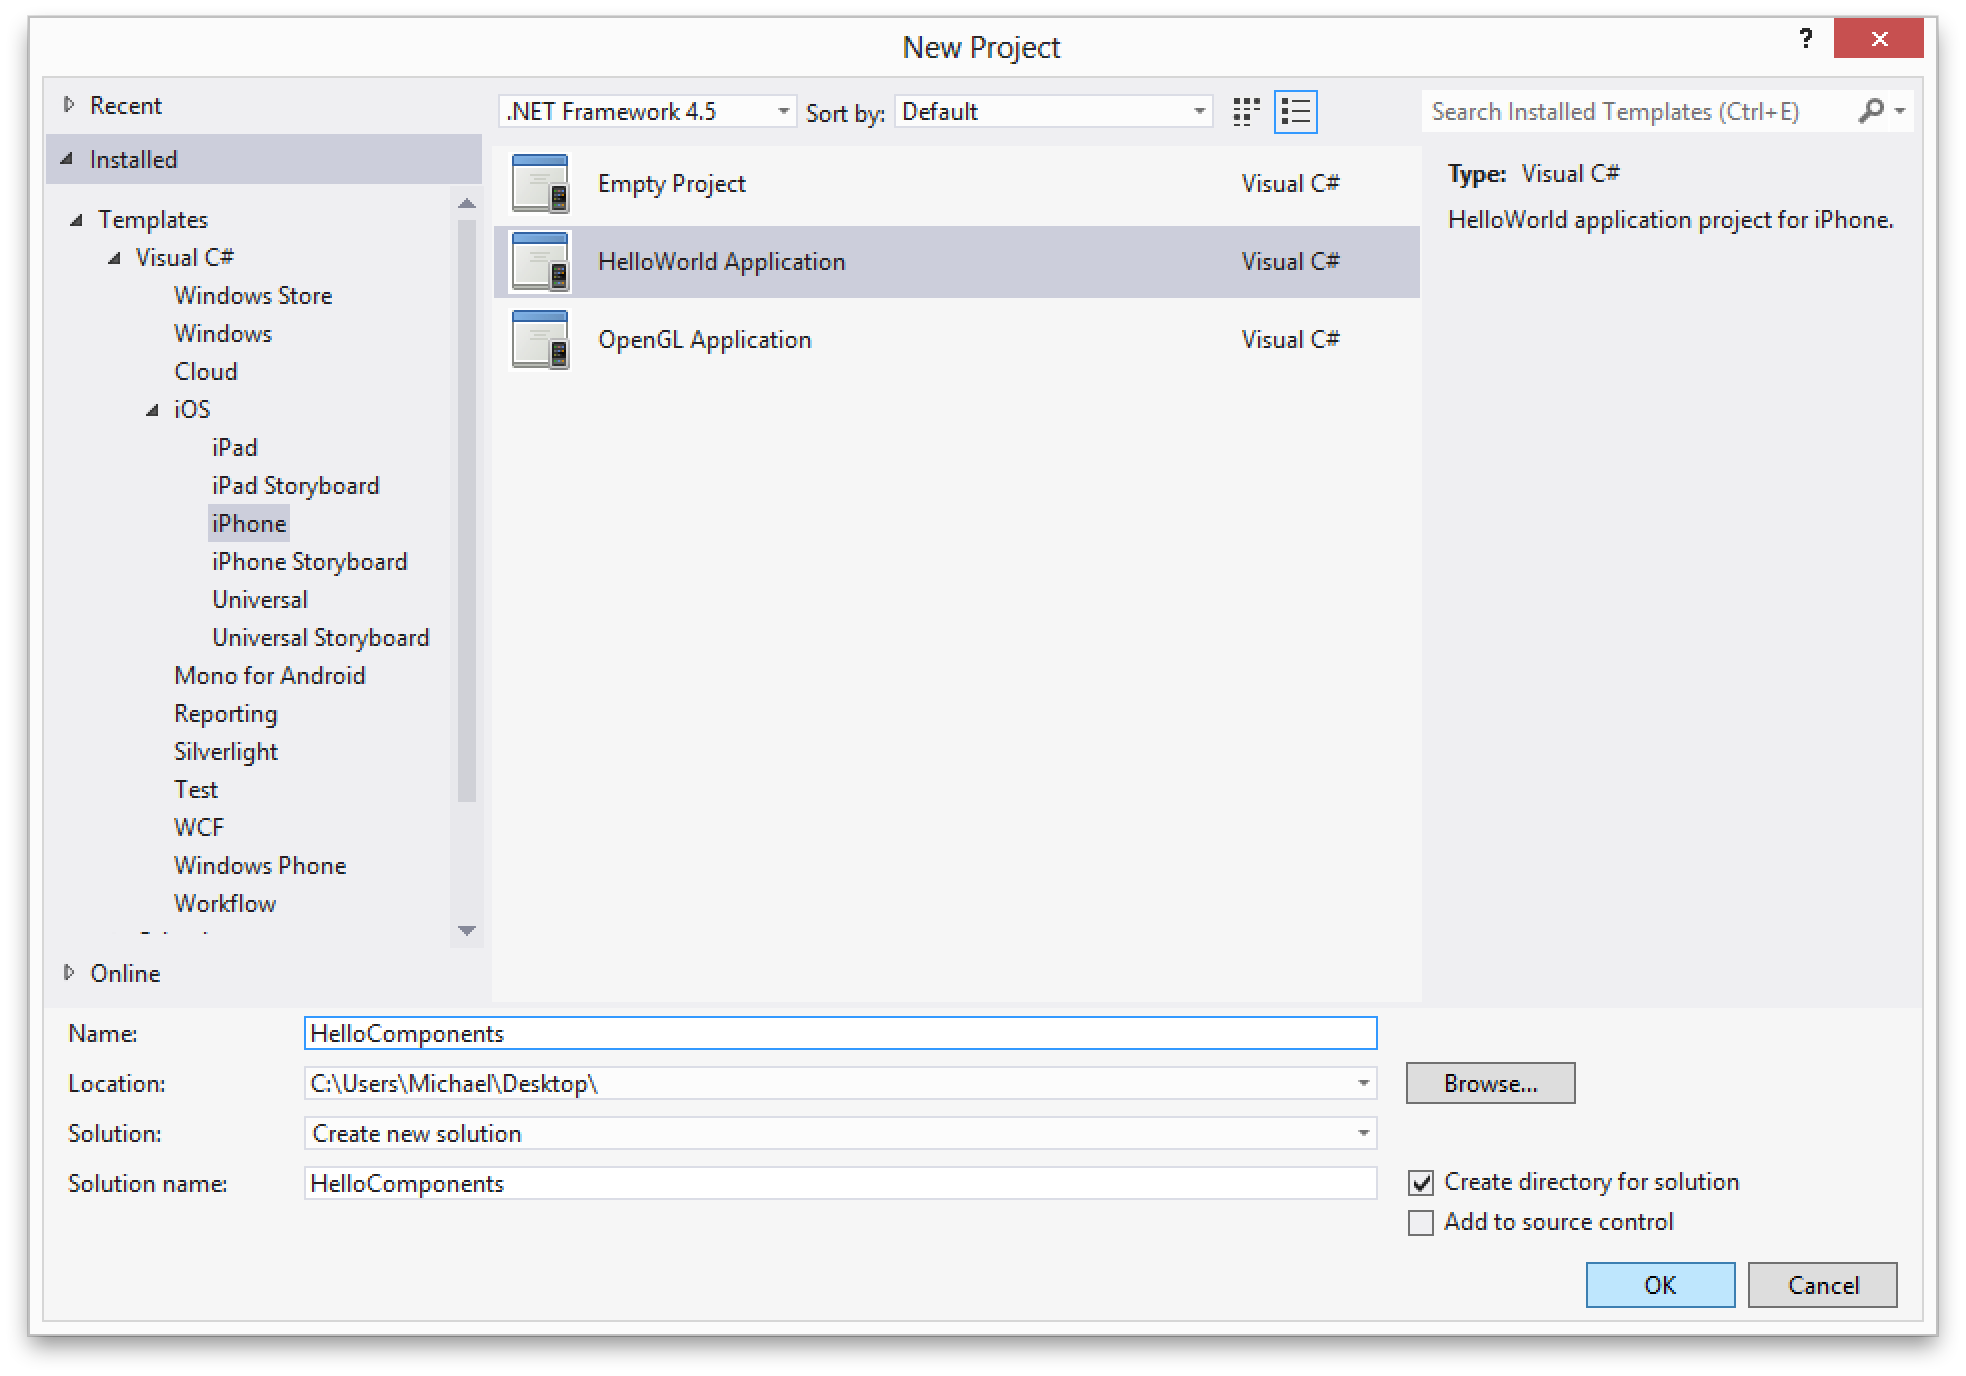 New Project
?
Recent
.NET Framework 4.5
Sort by:
Default
Search Installed Templates (Ctrl+E)
Installed
Templates
Visual C#
Windows Store
Windows
Cloud
iOS
iPad
iPad Storyboard
iPhone
iPhone Storyboard
Universal
Universal Storyboard
Mono for Android
Reporting
Silverlight
Test
WCF
Windows Phone
Workflow
Online
Empty Project Visual C#
HelloWorld Application Visual C#
OpenGL Application Visual C#
Type: Visual C#
HelloWorld application project for iPhone.
Name: HelloComponents
Location: C:\Users\Michael\Desktop\
Browse...
Solution: Create new solution
Solution name: HelloComponents
Create directory for solution
Add to source control
OK
Cancel